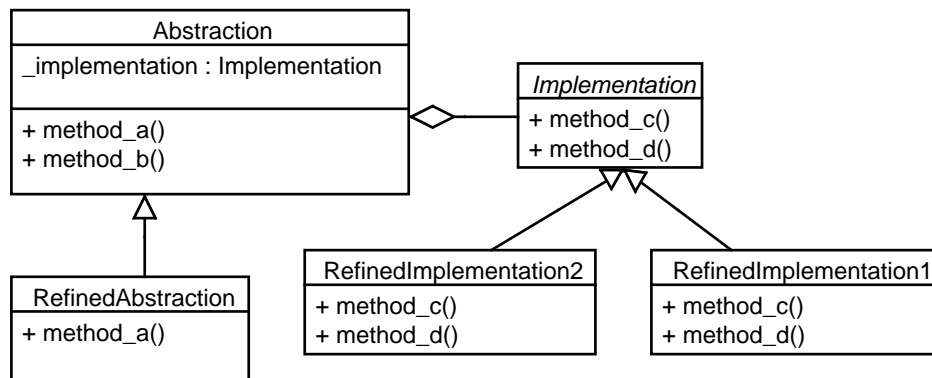 Abstraction
_implementation : Implementation
+ method_a()
+ method_b()
Implementation
+ method_c()
+ method_d()
RefinedAbstraction
+ method_a()
RefinedImplementation2
+ method_c()
+ method_d()
RefinedImplementation1
+ method_c()
+ method_d()